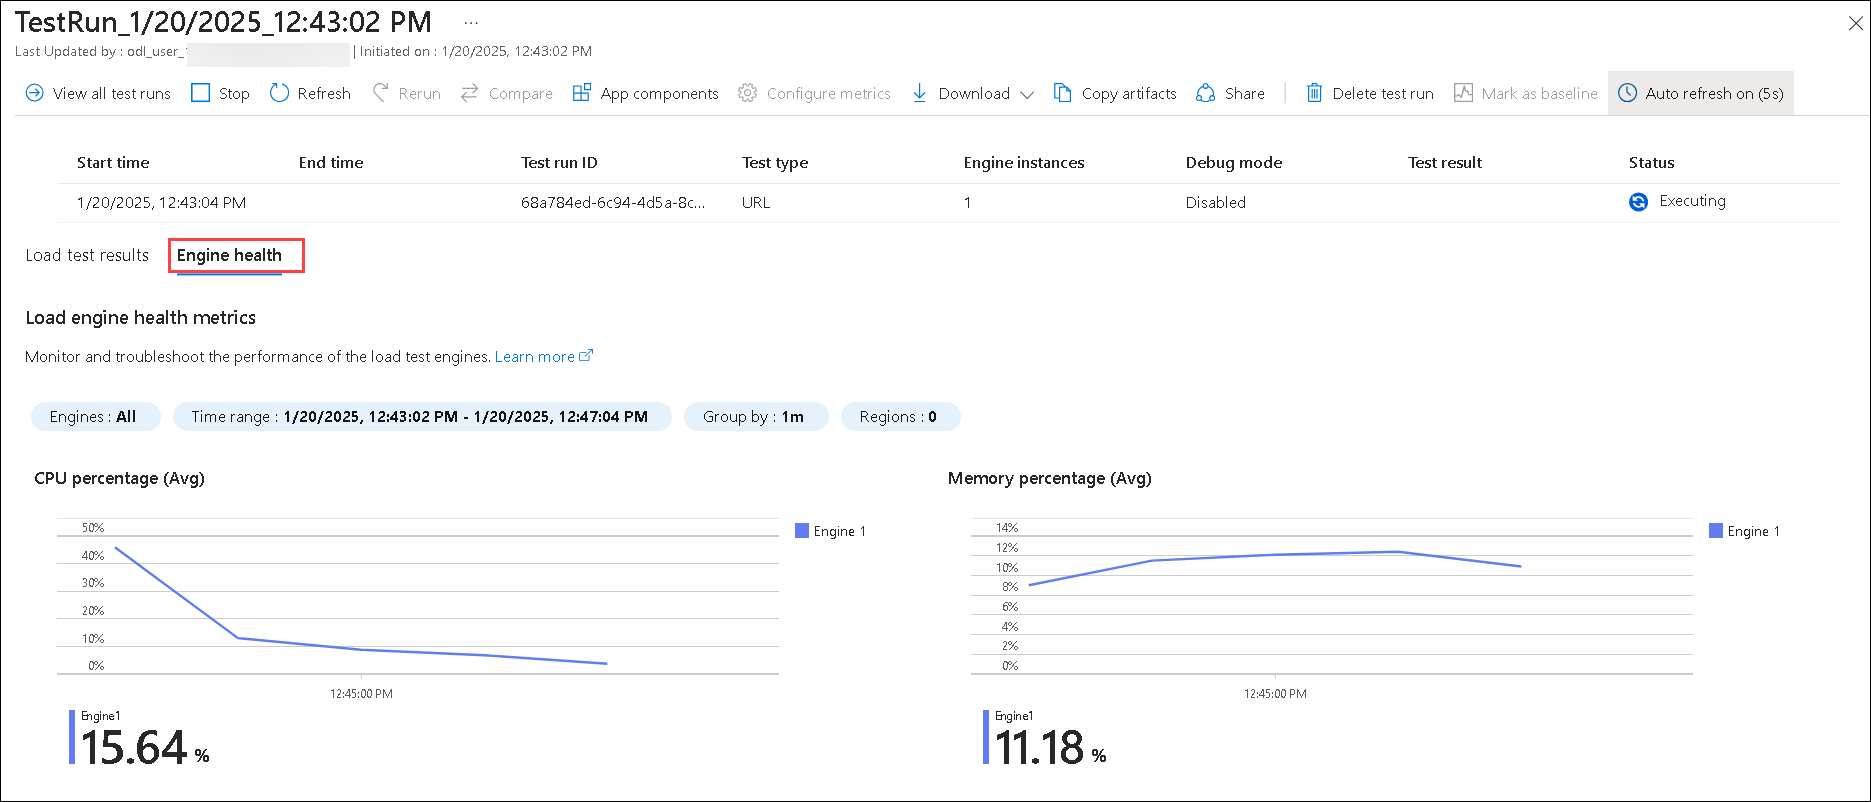 TestRun_1/20/2025_12:43:02 PM ...
Last Updated by : odl_user_ | Initiated on : 1/20/2025, 12:43:02 PM
View all test runs Stop Refresh Rerun Compare App components Configure metrics Download Copy artifacts Share Delete test run Mark as baseline Auto refresh on (5s)
Start time End time Test run ID Test type Engine instances Debug mode Test result Status
1/20/2025, 12:43:04 PM 68a784ed-6c94-4d5a-8c... URL 1 Disabled Executing
Load test results Engine health
Load engine health metrics
Monitor and troubleshoot the performance of the load test engines. Learn more
Engines : All Time range : 1/20/2025, 12:43:02 PM - 1/20/2025, 12:47:04 PM Group by : 1m Regions : 0
CPU percentage (Avg)
50%
40%
30%
20%
10%
0%
12:45:00 PM
Engine 1
Engine1
15.64 %
Memory percentage (Avg)
14%
12%
10%
8%
6%
4%
2%
0%
12:45:00 PM
Engine 1
Engine1
11.18 %